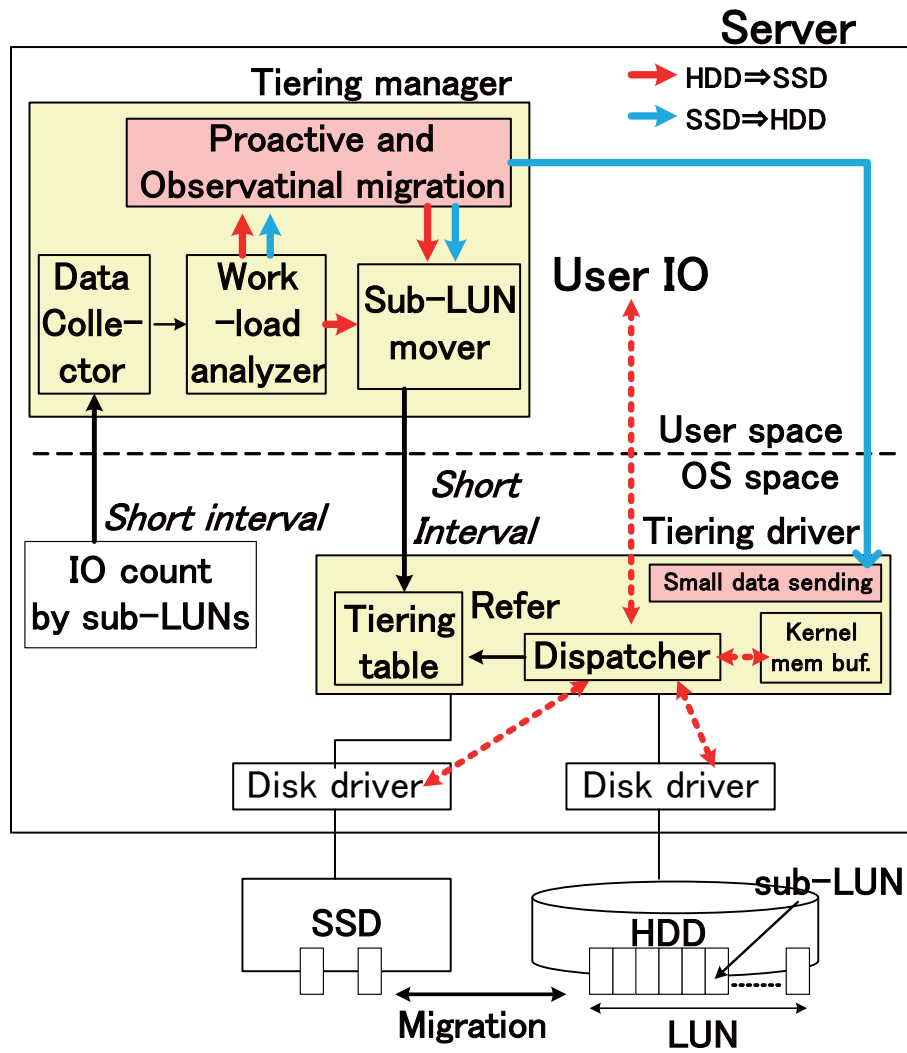 Server
HDD⇒SSD
SSD⇒HDD
Tiering manager
Proactive and
Observatinal migration
Data
Colle-
ctor
Work
-load
analyzer
Sub-LUN
mover
User IO
User space
OS space
Short interval
Short
Interval
Tiering driver
IO count
by sub-LUNs
Small data sending
Tiering
table
Refer
Dispatcher
Kernel
mem buf.
Disk driver
Disk driver
sub-LUN
SSD
HDD
Migration
LUN